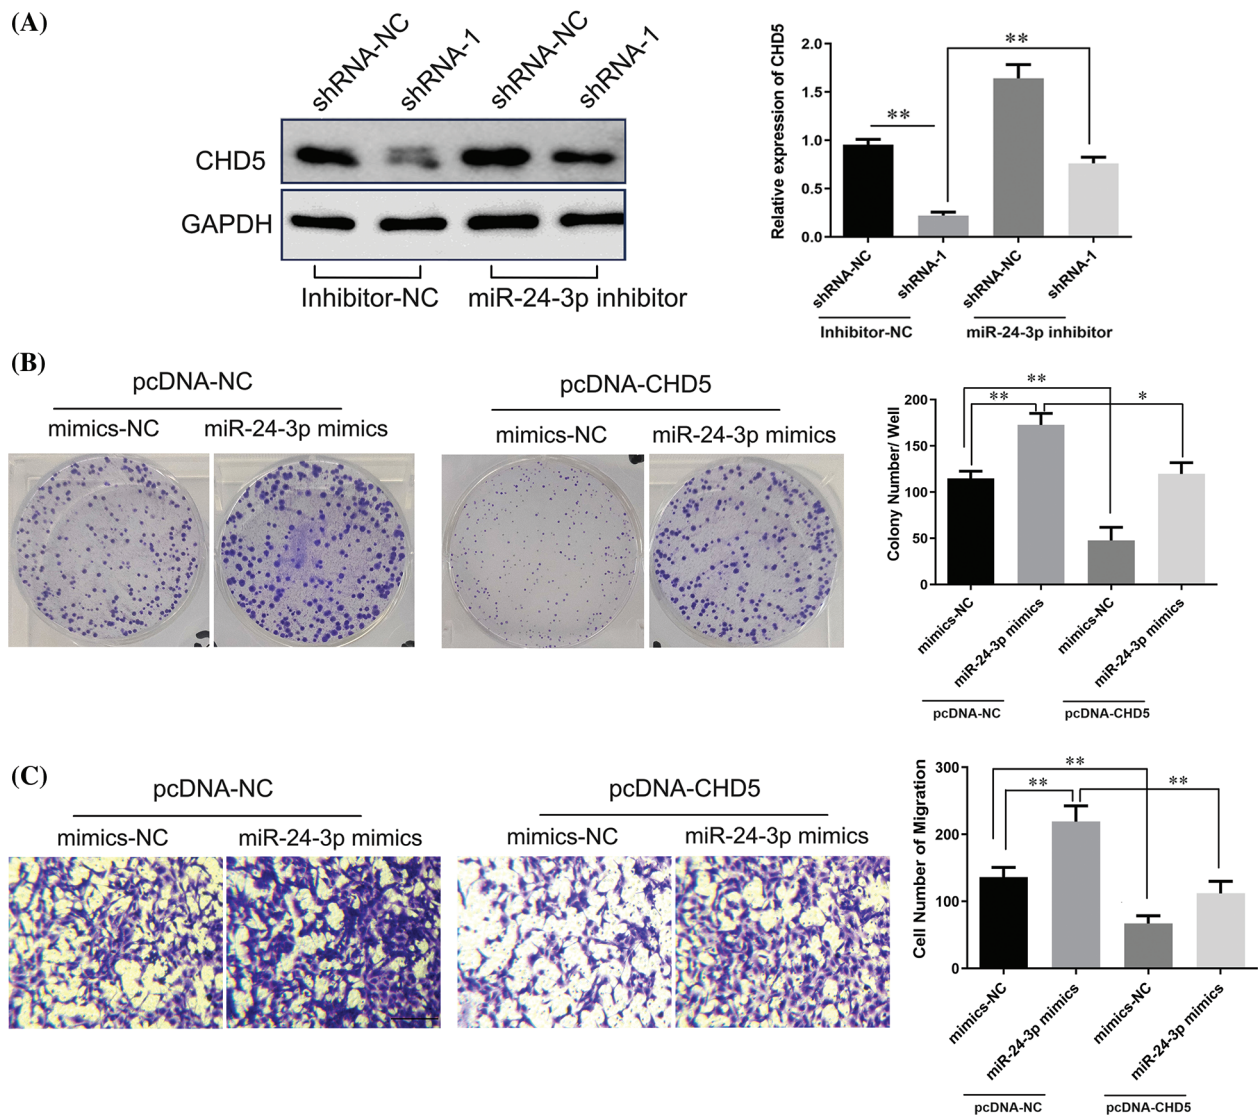 (A)
shRNA-NC
shRNA-1
shRNA-NC
shRNA-1
CHD5
GAPDH
Inhibitor-NC
miR-24-3p inhibitor
Relative expression of CHD5
2.0
1.5
1.0
0.5
0.0
**
**
shRNA-NC
shRNA-1
shRNA-NC
shRNA-1
Inhibitor-NC
miR-24-3p inhibitor
(B)
pcDNA-NC
mimics-NC
miR-24-3p mimics
pcDNA-CHD5
mimics-NC
miR-24-3p mimics
Colony Number/ Well
200
150
100
50
0
**
**
*
mimics-NC
miR-24-3p mimics
mimics-NC
miR-24-3p mimics
pcDNA-NC
pcDNA-CHD5
(C)
pcDNA-NC
mimics-NC
miR-24-3p mimics
pcDNA-CHD5
mimics-NC
miR-24-3p mimics
Cell Number of Migration
300
200
100
0
**
**
**
mimics-NC
miR-24-3p mimics
mimics-NC
miR-24-3p mimics
pcDNA-NC
pcDNA-CHD5